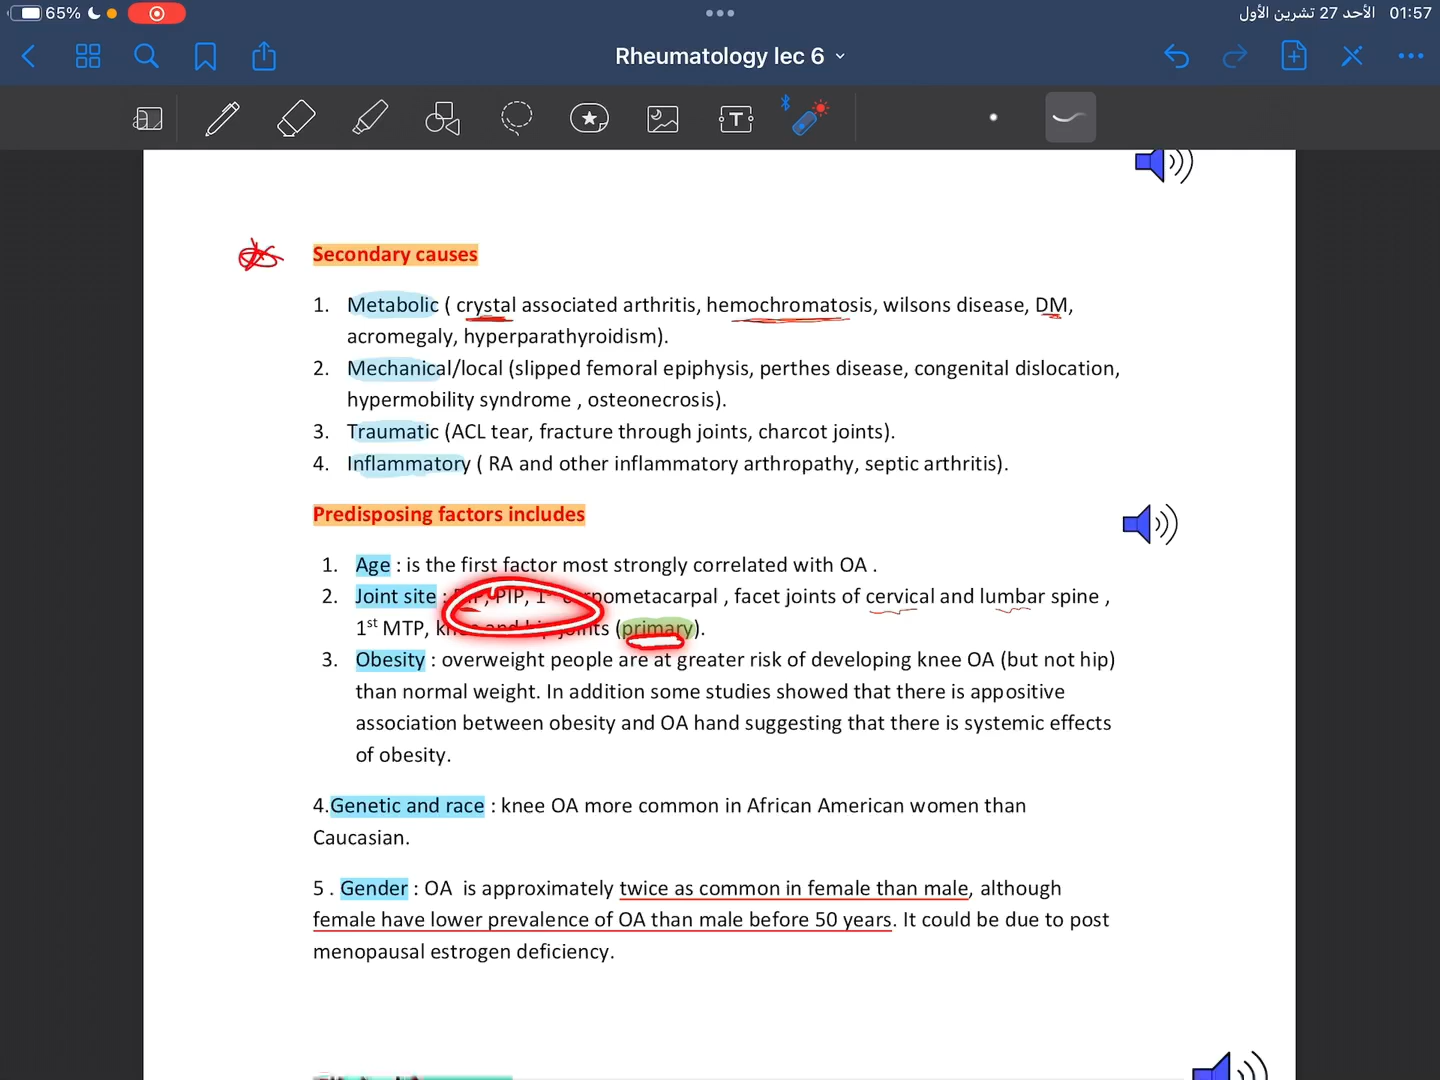 65%
01:57 الأحد 27 تشرين الأول
Rheumatology lec 6
T
Secondary causes
1. Metabolic ( crystal associated arthritis, hemochromatosis, wilsons disease, DM,
acromegaly, hyperparathyroidism).
2. Mechanical/local (slipped femoral epiphysis, perthes disease, congenital dislocation,
hypermobility syndrome , osteonecrosis).
3. Traumatic (ACL tear, fracture through joints, charcot joints).
4. Inflammatory ( RA and other inflammatory arthropathy, septic arthritis).
Predisposing factors includes
1. Age : is the first factor most strongly correlated with OA .
2. Joint site : PIP, 1st carpometacarpal , facet joints of cervical and lumbar spine ,
1st MTP, knee and hip joints (primary).
3. Obesity : overweight people are at greater risk of developing knee OA (but not hip)
than normal weight. In addition some studies showed that there is appositive
association between obesity and OA hand suggesting that there is systemic effects
of obesity.
4.Genetic and race : knee OA more common in African American women than
Caucasian.
5 . Gender : OA is approximately twice as common in female than male, although
female have lower prevalence of OA than male before 50 years. It could be due to post
menopausal estrogen deficiency.